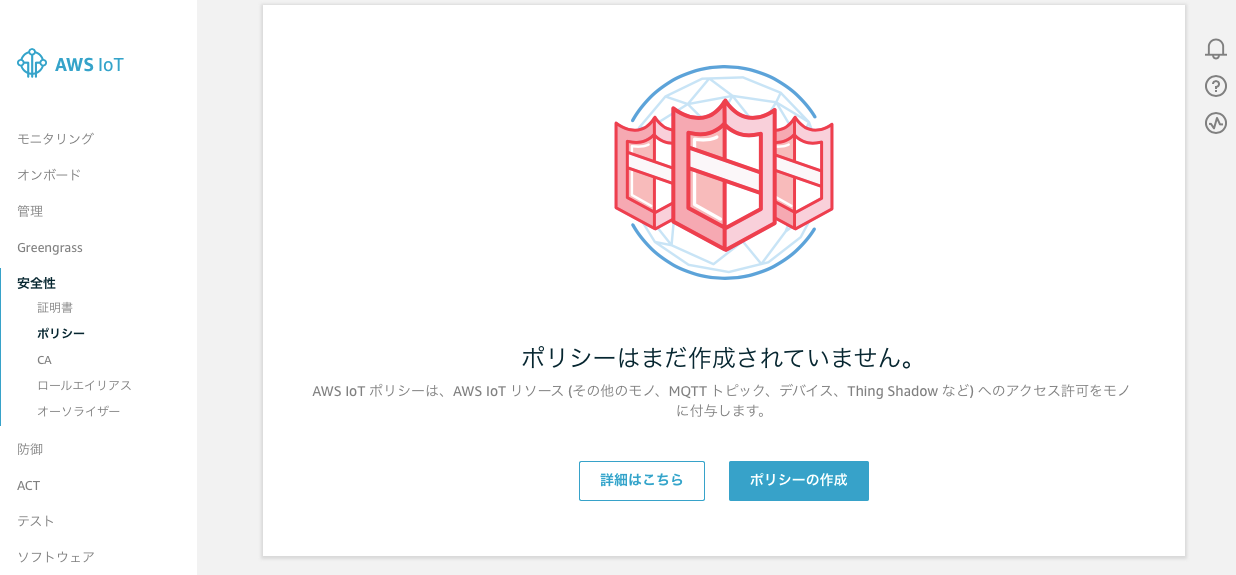 AWS IoT
モニタリング
オンボード
管理
Greengrass
安全性
証明書
ポリシー
CA
ロールエイリアス
オーソライザー
防御
ACT
テスト
ソフトウェア
ポリシーはまだ作成されていません。
AWS IoT ポリシーは、AWS IoT リソース (その他のモノ、MQTT トピック、デバイス、Thing Shadow など) へのアクセス許可をモノ
に付与します。
詳細はこちら
ポリシーの作成